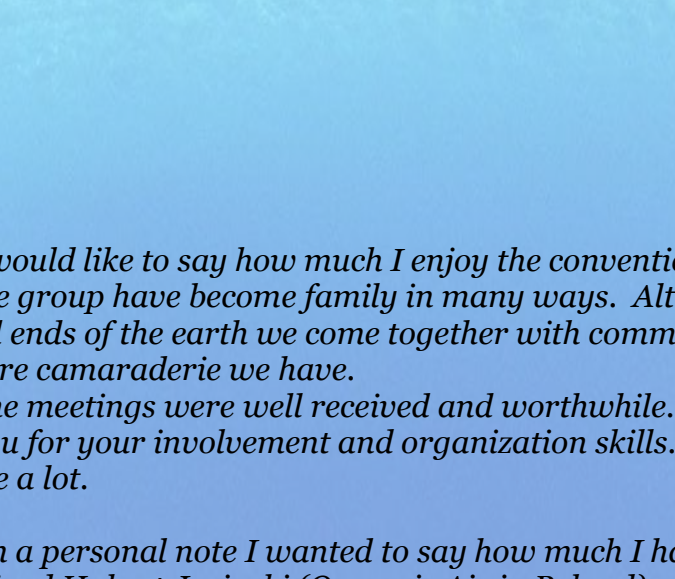 would like to say how much I enjoy the conventi
e group have become family in many ways. Alt
l ends of the earth we come together with comm
re camaraderie we have.
he meetings were well received and worthwhile.
u for your involvement and organization skills.
e a lot.
n a personal note I wanted to say how much I ha